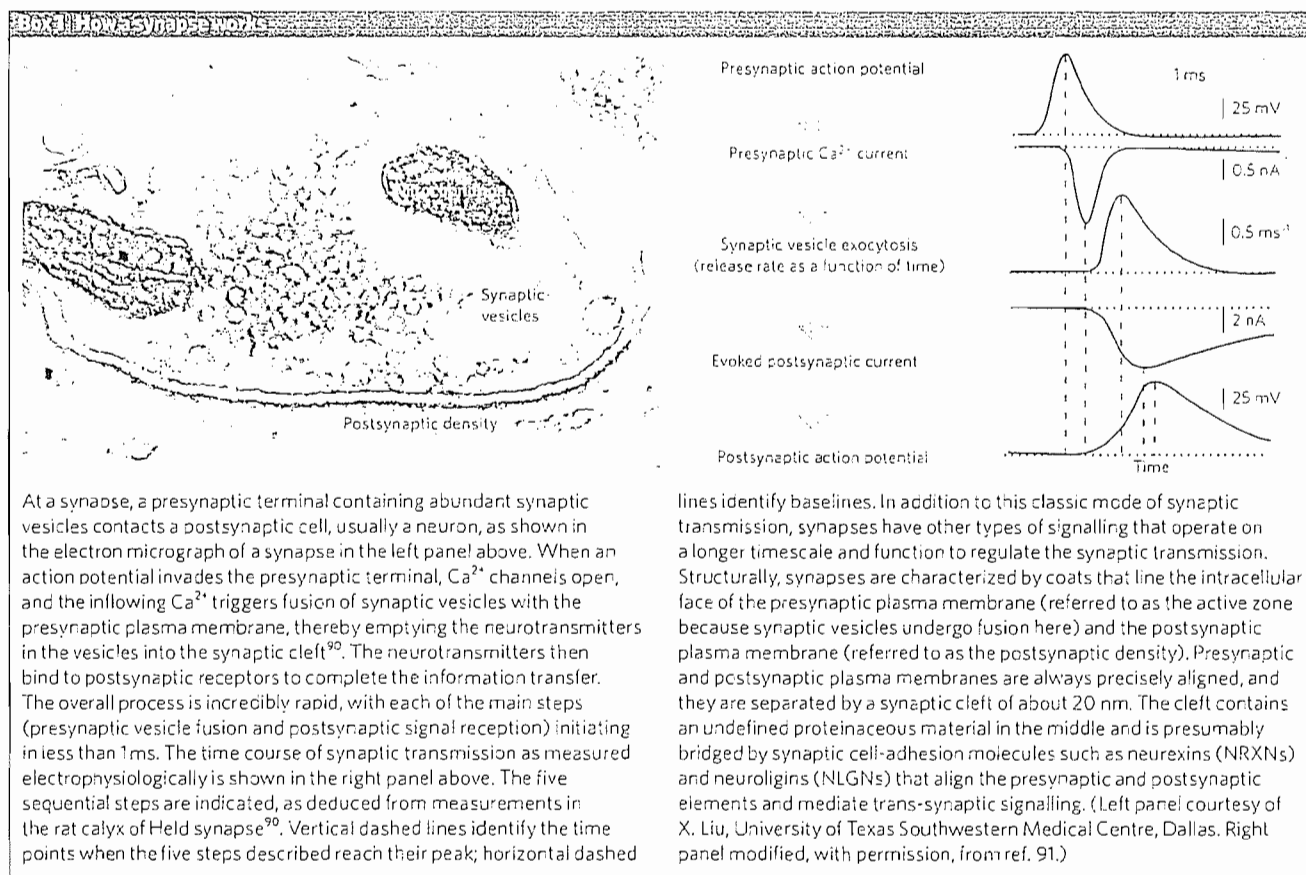 Box 1 | How a synapse works
Synaptic
vesicles
Postsynaptic density
Presynaptic action potential
Presynaptic Ca²⁺ current
Synaptic vesicle exocytosis
(release rate as a function of time)
Evoked postsynaptic current
Postsynaptic action potential
1 ms
25 mV
0.5 nA
0.5 ms⁻¹
2 nA
25 mV
Time
At a synapse, a presynaptic terminal containing abundant synaptic
vesicles contacts a postsynaptic cell, usually a neuron, as shown in
the electron micrograph of a synapse in the left panel above. When an
action potential invades the presynaptic terminal, Ca²⁺ channels open,
and the inflowing Ca²⁺ triggers fusion of synaptic vesicles with the
presynaptic plasma membrane, thereby emptying the neurotransmitters
in the vesicles into the synaptic cleft⁹⁰. The neurotransmitters then
bind to postsynaptic receptors to complete the information transfer.
The overall process is incredibly rapid, with each of the main steps
(presynaptic vesicle fusion and postsynaptic signal reception) initiating
in less than 1 ms. The time course of synaptic transmission as measured
electrophysiologically is shown in the right panel above. The five
sequential steps are indicated, as deduced from measurements in
the rat calyx of Held synapse⁹⁰. Vertical dashed lines identify the time
points when the five steps described reach their peak; horizontal dashed
lines identify baselines. In addition to this classic mode of synaptic
transmission, synapses have other types of signalling that operate on
a longer timescale and function to regulate the synaptic transmission.
Structurally, synapses are characterized by coats that line the intracellular
face of the presynaptic plasma membrane (referred to as the active zone
because synaptic vesicles undergo fusion here) and the postsynaptic
plasma membrane (referred to as the postsynaptic density). Presynaptic
and postsynaptic plasma membranes are always precisely aligned, and
they are separated by a synaptic cleft of about 20 nm. The cleft contains
an undefined proteinaceous material in the middle and is presumably
bridged by synaptic cell-adhesion molecules such as neurexins (NRXNs)
and neuroligins (NLGNs) that align the presynaptic and postsynaptic
elements and mediate trans-synaptic signalling. (Left panel courtesy of
X. Liu, University of Texas Southwestern Medical Centre, Dallas. Right
panel modified, with permission, from ref. 91.)